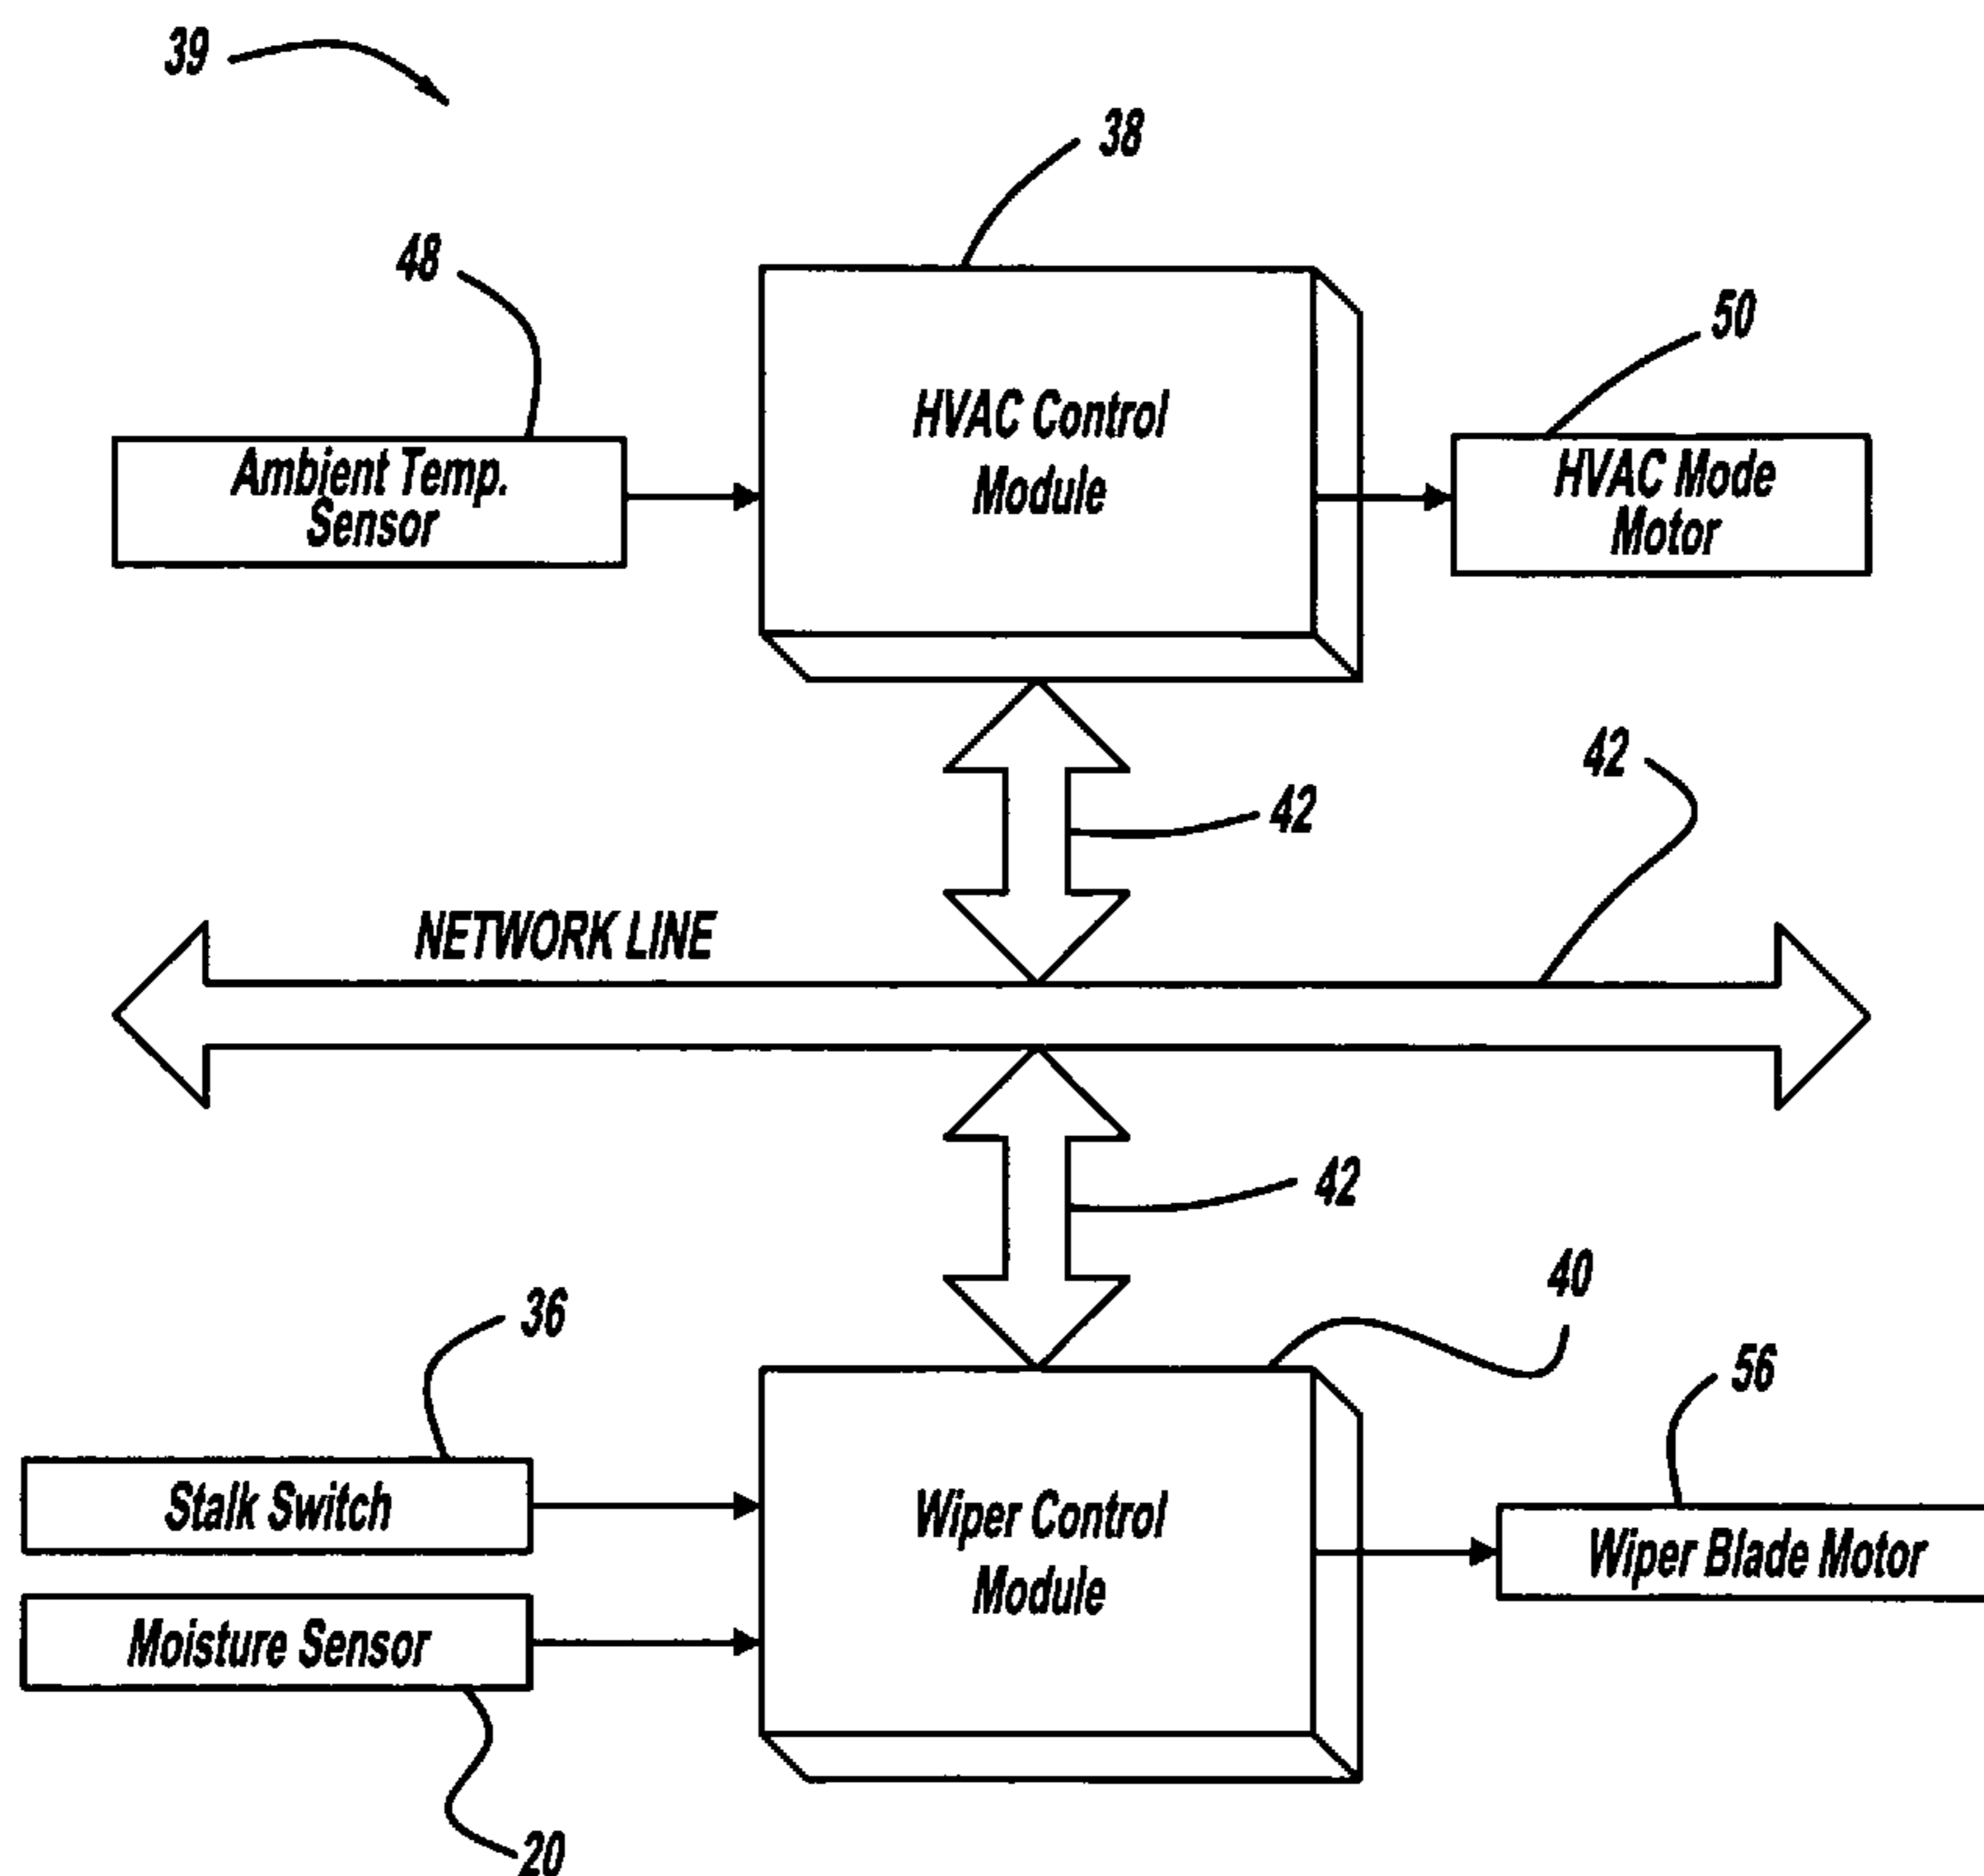 39
38
48
50
HVAC Control
Module
Ambient Temp.
Sensor
HVAC Mode
Motor
42
42
NETWORK LINE
42
40
36
56
Stalk Switch
Wiper Control
Module
Wiper Blade Motor
Moisture Sensor
20